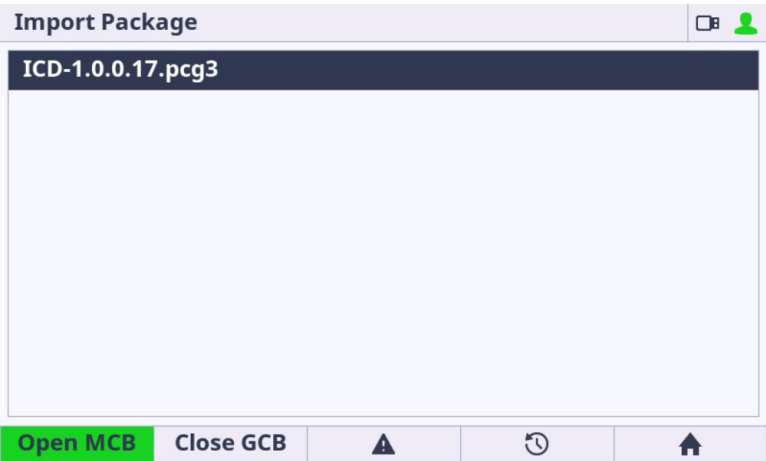 Import Package
ICD-1.0.0.17.pcg3
Open MCB
Close GCB